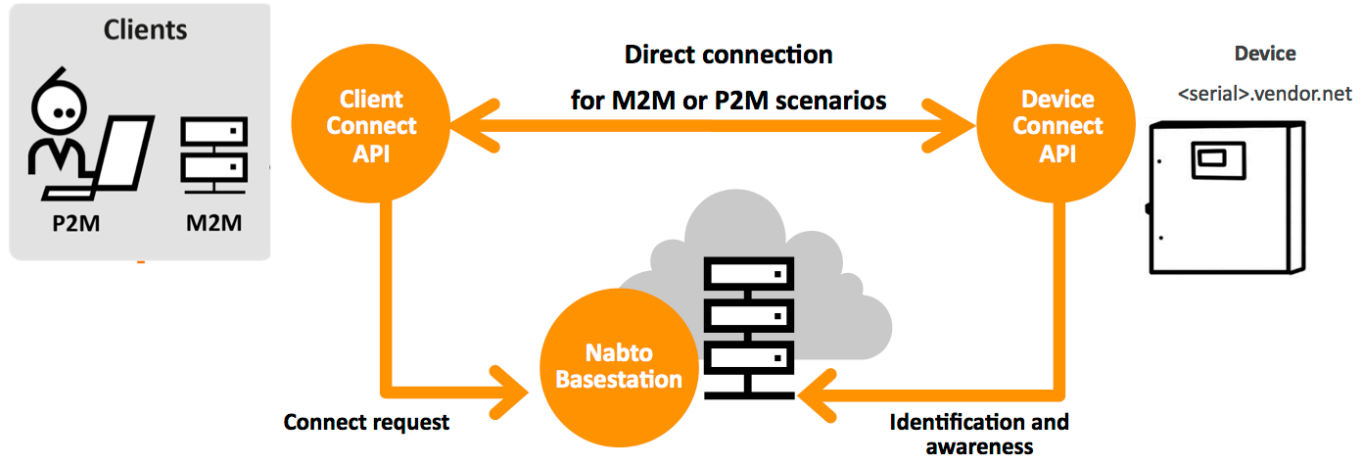 Clients
P2M
M2M
Client
Connect
API
Direct connection
for M2M or P2M scenarios
Device
Connect
API
Device
<serial>.vendor.net
Nabto
Basestation
Connect request
Identification and
awareness